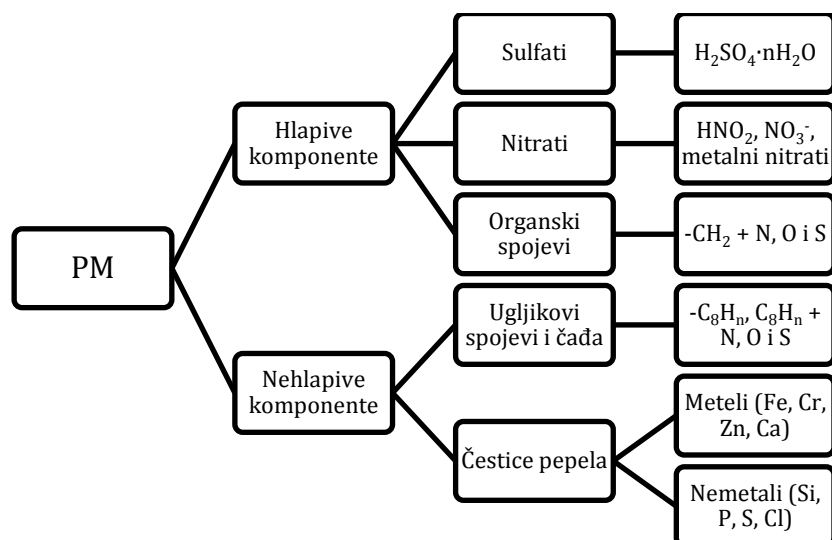 PM
Hlapive
komponente
Sulfati
H₂SO₄·nH₂O
Nitrati
HNO₂, NO₃⁻,
metalni nitrati
Organski
spojevi
-CH₂ + N, O i S
Nehlapive
komponente
Ugljikovi
spojevi i čađa
-C₈Hₙ, C₈Hₙ +
N, O i S
Čestice pepela
Meteli (Fe, Cr,
Zn, Ca)
Nemetali (Si,
P, S, Cl)